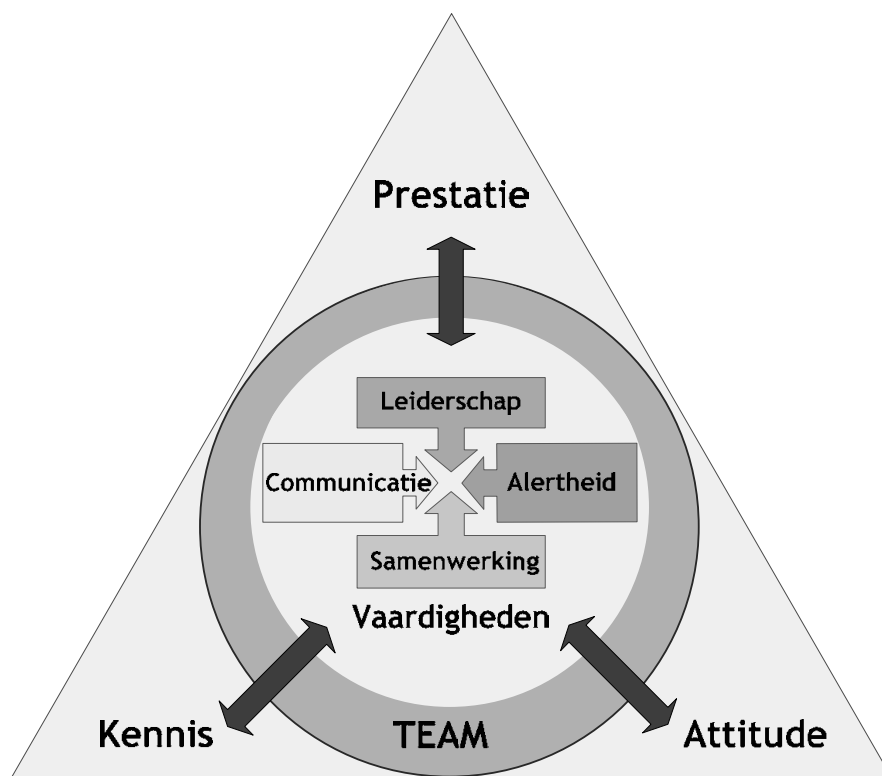 Prestatie
Leiderschap
Communicatie
Alertheid
Samenwerking
Vaardigheden
Kennis
TEAM
Attitude